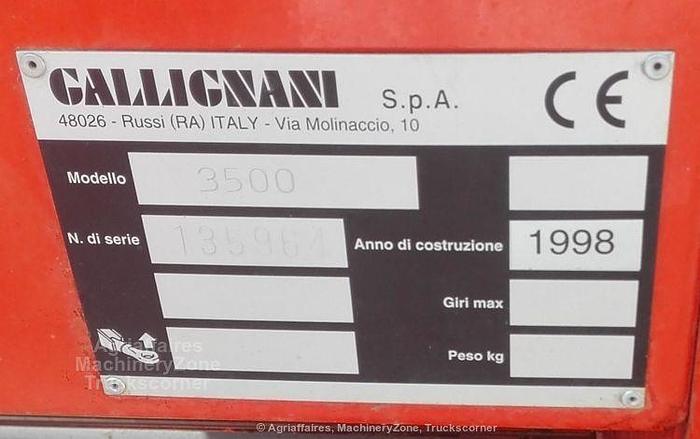 GALLIGNANI S.p.A. CE
48026 - Russi (RA) ITALY - Via Molinaccio, 10
Modello 3500
N. di serie 135961 Anno di costruzione 1998
Giri max
Peso kg
Agriaffaires
MachineryZone
Truckscorner
© Agriaffaires, MachineryZone, Truckscorner